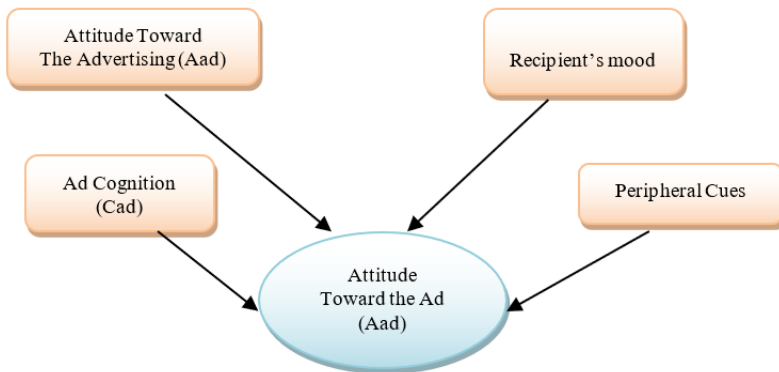 Attitude Toward
The Advertising (Aad)
Recipient’s mood
Ad Cognition
(Cad)
Peripheral Cues
Attitude
Toward the Ad
(Aad)